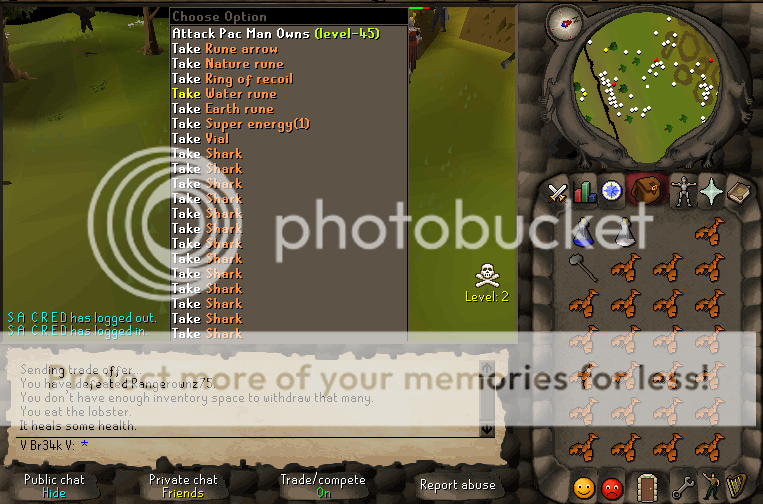 Choose Option
Attack Pac Man Owns (level-45)
Take Rune arrow
Take Nature rune
Take Ring of recoil
Take Water rune
Take Earth rune
Take Super energy(1)
Take Vial
Take Shark
Take Shark
Take Shark
Take Shark
Take Shark
Take Shark
Take Shark
Take Shark
Take Shark
Take Shark
Take Shark
Take Shark
Take Shark
photobucket
Level: 2
S A C R E D has logged out.
S A C R E D has logged in.
Protect more of your memories for less!
Sending trade offer...
You have defeated Rangerownz75.
You don't have enough inventory space to withdraw that many.
You eat the lobster.
It heals some health.
V Br34k V: *
Public chat
Hide
Private chat
Friends
Trade/compete
On
Report abuse